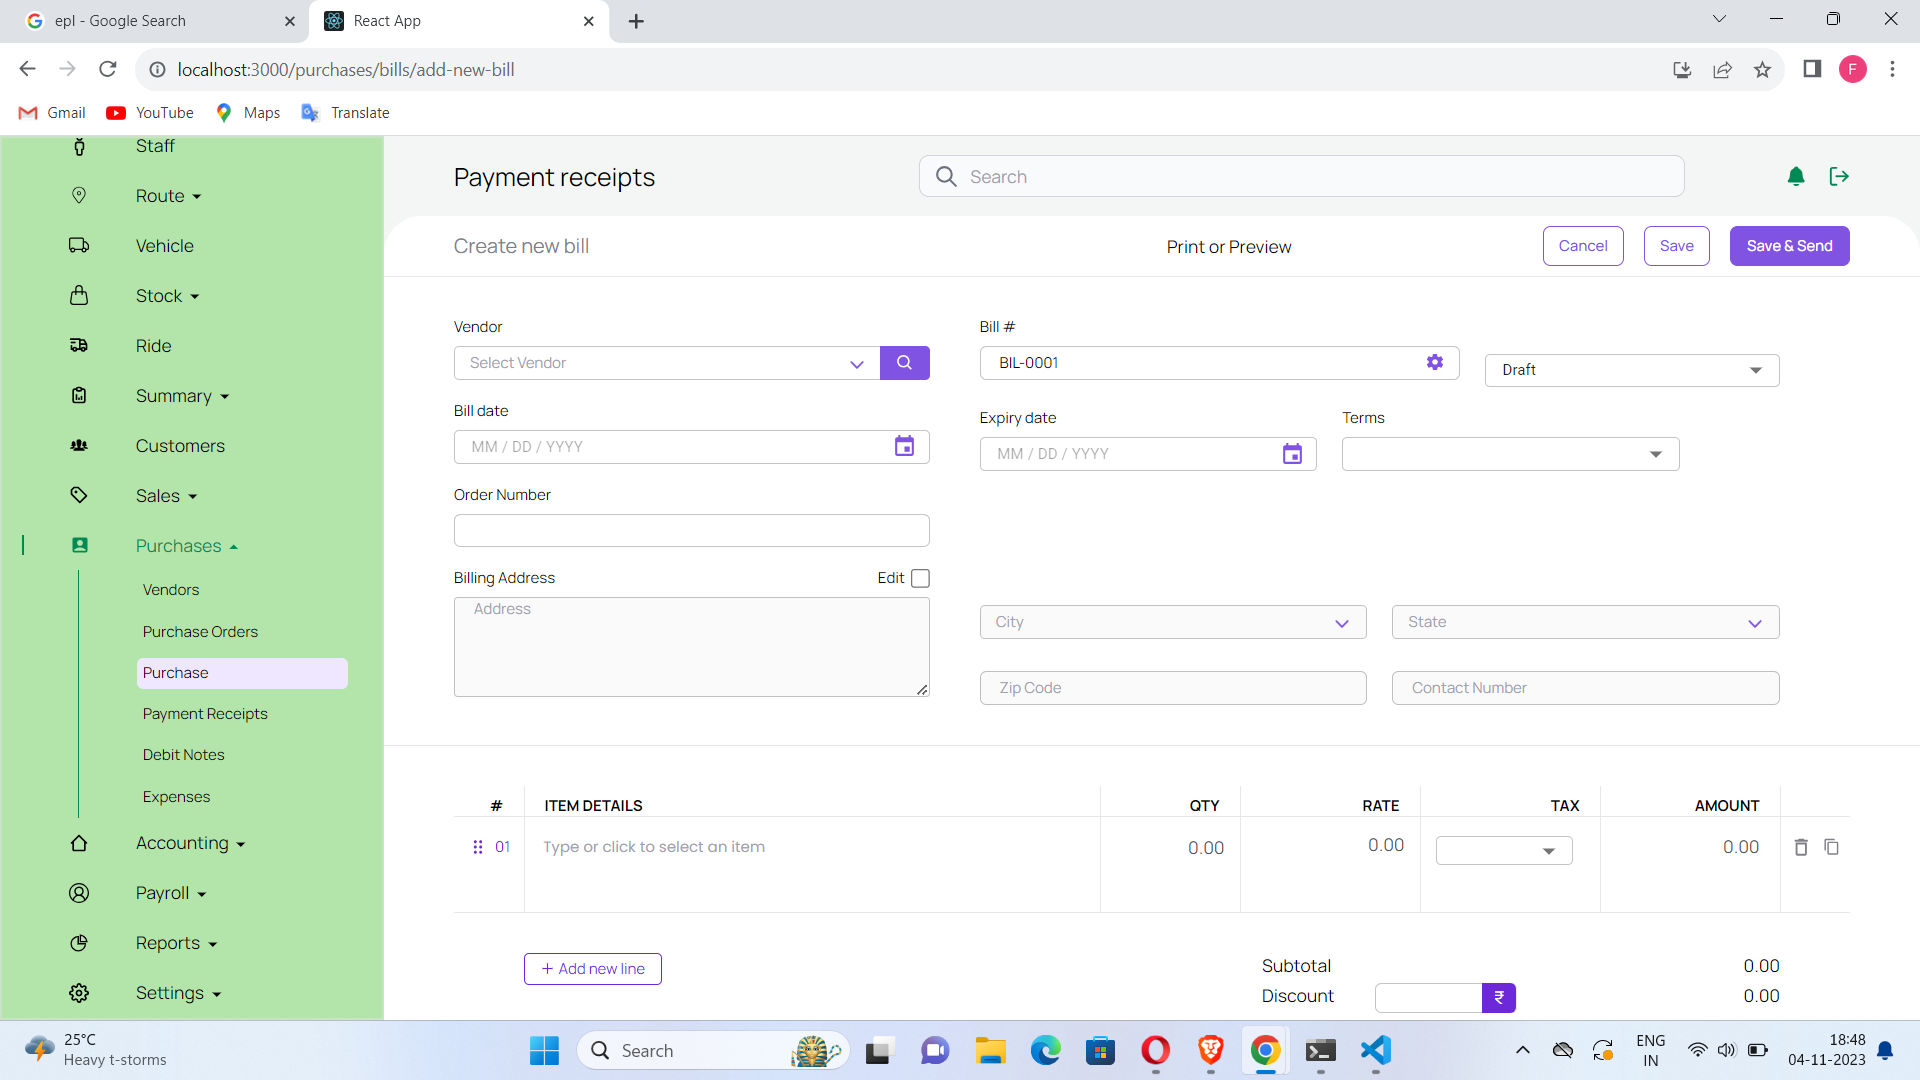 epl - Google Search
React App
localhost:3000/purchases/bills/add-new-bill
F
Gmail
YouTube
Maps
Translate
Staff
Route
Vehicle
Stock
Ride
Summary
Customers
Sales
Purchases
Vendors
Purchase Orders
Purchase
Payment Receipts
Debit Notes
Expenses
Accounting
Payroll
Reports
Settings
Payment receipts
Search
Create new bill
Print or Preview
Cancel
Save
Save & Send
Vendor
Select Vendor
Bill #
BIL-0001
Draft
Bill date
MM / DD / YYYY
Expiry date
MM / DD / YYYY
Terms
Order Number
Billing Address
Edit
Address
City
State
Zip Code
Contact Number
# ITEM DETAILS QTY RATE TAX AMOUNT
01 Type or click to select an item 0.00 0.00 0.00
+ Add new line
Subtotal 0.00
Discount ₹ 0.00
25°C
Heavy t-storms
Search
ENG
IN
18:48
04-11-2023